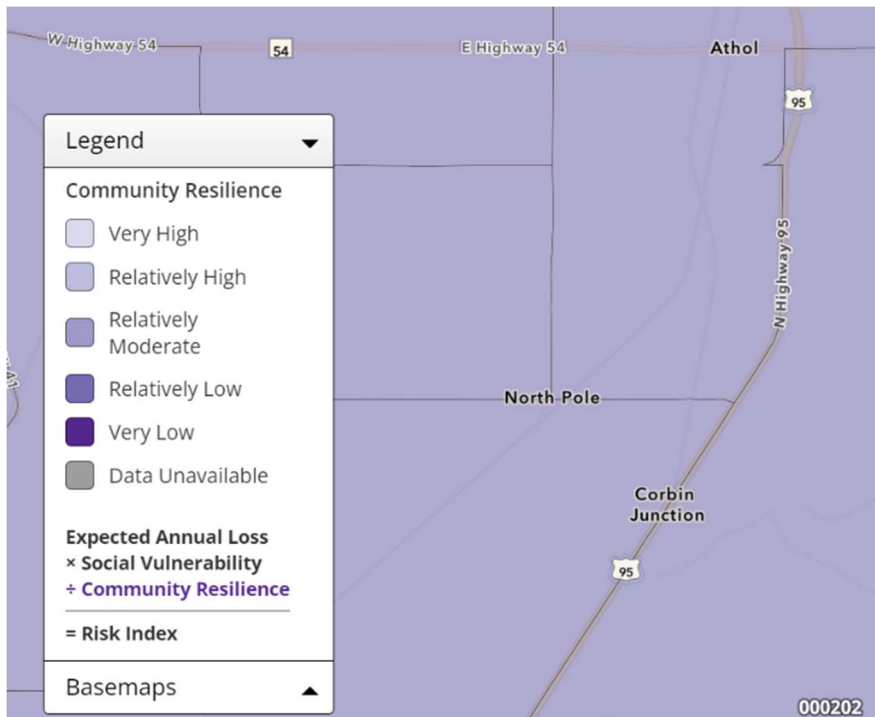 W Highway 54
54
E Highway 54
Athol
95
Legend
Community Resilience
Very High
Relatively High
Relatively
Moderate
Relatively Low
Very Low
Data Unavailable
Expected Annual Loss
× Social Vulnerability
÷ Community Resilience
= Risk Index
Basemaps
N Highway 95
North Pole
Corbin
Junction
95
000202